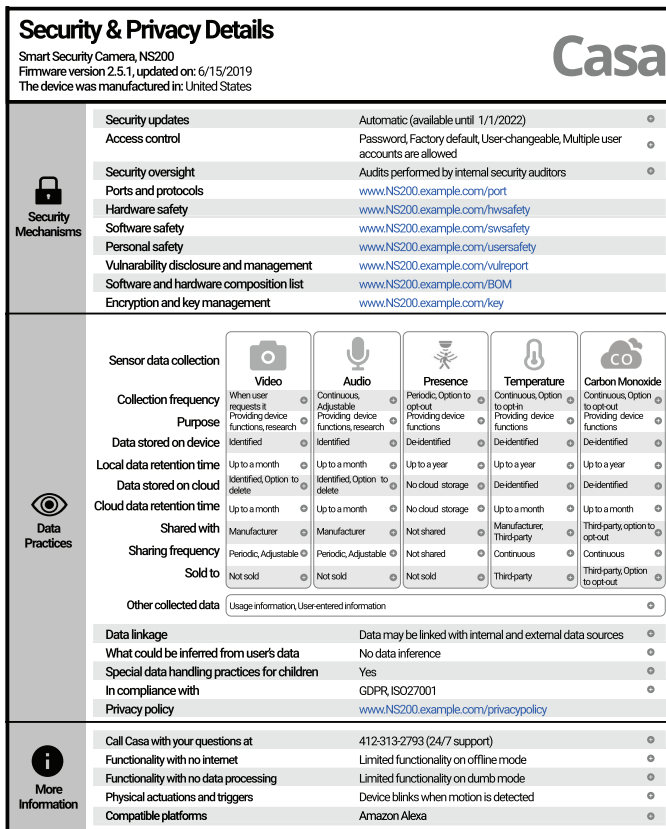 Security & Privacy Details
Casa
Smart Security Camera, NS200
Firmware version 2.5.1, updated on: 6/15/2019
The device was manufactured in: United States
Security
Mechanisms
Security updates Automatic (available until 1/1/2022)
Access control Password, Factory default, User-changeable, Multiple user
accounts are allowed
Security oversight Audits performed by internal security auditors
Ports and protocols www.NS200.example.com/port
Hardware safety www.NS200.example.com/hwsafety
Software safety www.NS200.example.com/swsafety
Personal safety www.NS200.example.com/usersafety
Vulnarability disclosure and management www.NS200.example.com/vulreport
Software and hardware composition list www.NS200.example.com/BOM
Encryption and key management www.NS200.example.com/key
Data
Practices
Sensor data collection
CO
Video Audio Presence Temperature Carbon Monoxide
Collection frequency When user Continuous, Periodic, Option to Continuous, Option Continuous, Option
requests it Adjustable opt-out to opt-in to opt-out
Purpose Providing device Providing device Providing device Providing device Providing device
functions, research functions, research functions functions functions
Data stored on device Identified Identified De-identified De-identified De-identified
Local data retention time Up to a month Up to a month Up to a year Up to a year Up to a year
Data stored on cloud Identified, Option to Identified, Option to No cloud storage De-identified De-identified
delete delete
Cloud data retention time Up to a month Up to a month No cloud storage Up to a month Up to a month
Shared with Manufacturer Manufacturer Not shared Manufacturer, Third-party, option to
Third-party opt-out
Sharing frequency Periodic, Adjustable Periodic, Adjustable Not shared Continuous Continuous
Sold to Not sold Not sold Not sold Third-party Third-party, Option
to opt-out
Other collected data Usage information, User-entered information
Data linkage Data may be linked with internal and external data sources
What could be inferred from user's data No data inference
Special data handling practices for children Yes
In compliance with GDPR, ISO27001
Privacy policy www.NS200.example.com/privacypolicy
More
Information
Call Casa with your questions at 412-313-2793 (24/7 support)
Functionality with no internet Limited functionality on offline mode
Functionality with no data processing Limited functionality on dumb mode
Physical actuations and triggers Device blinks when motion is detected
Compatible platforms Amazon Alexa